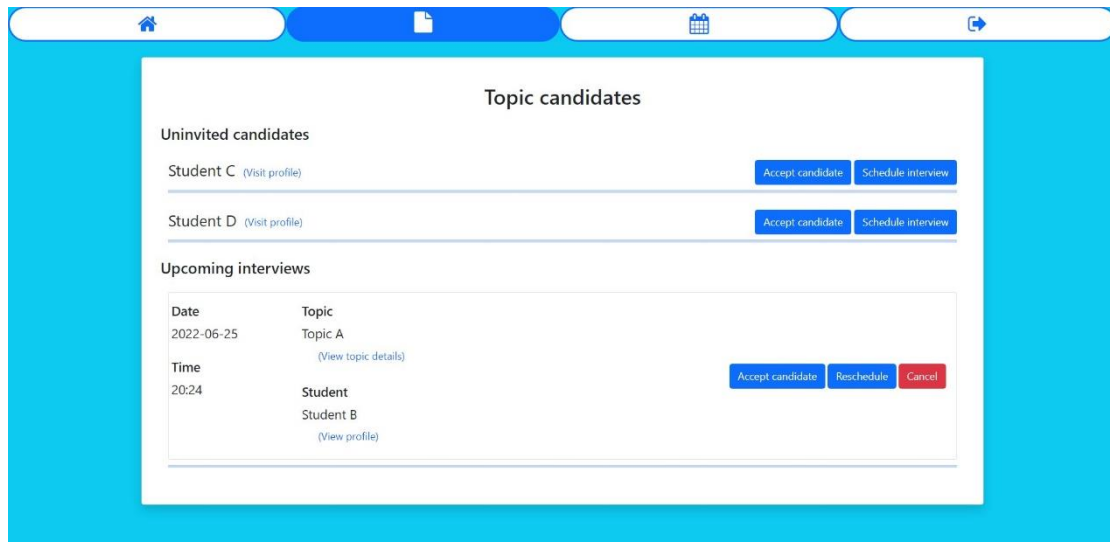 Topic candidates
Uninvited candidates
Student C (Visit profile) Accept candidate Schedule interview
Student D (Visit profile) Accept candidate Schedule interview
Upcoming interviews
Date
2022-06-25
Time
20:24
Topic
Topic A
(View topic details)
Student
Student B
(View profile)
Accept candidate Reschedule Cancel